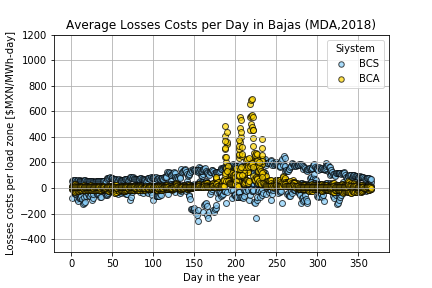 Average Losses Costs per Day in Bajas (MDA,2018)
Losses costs per load zone [$MXN/MWh-day]
1200
1000
800
600
400
200
0
−200
−400
Siystem
BCS
BCA
0 50 100 150 200 250 300 350
Day in the year